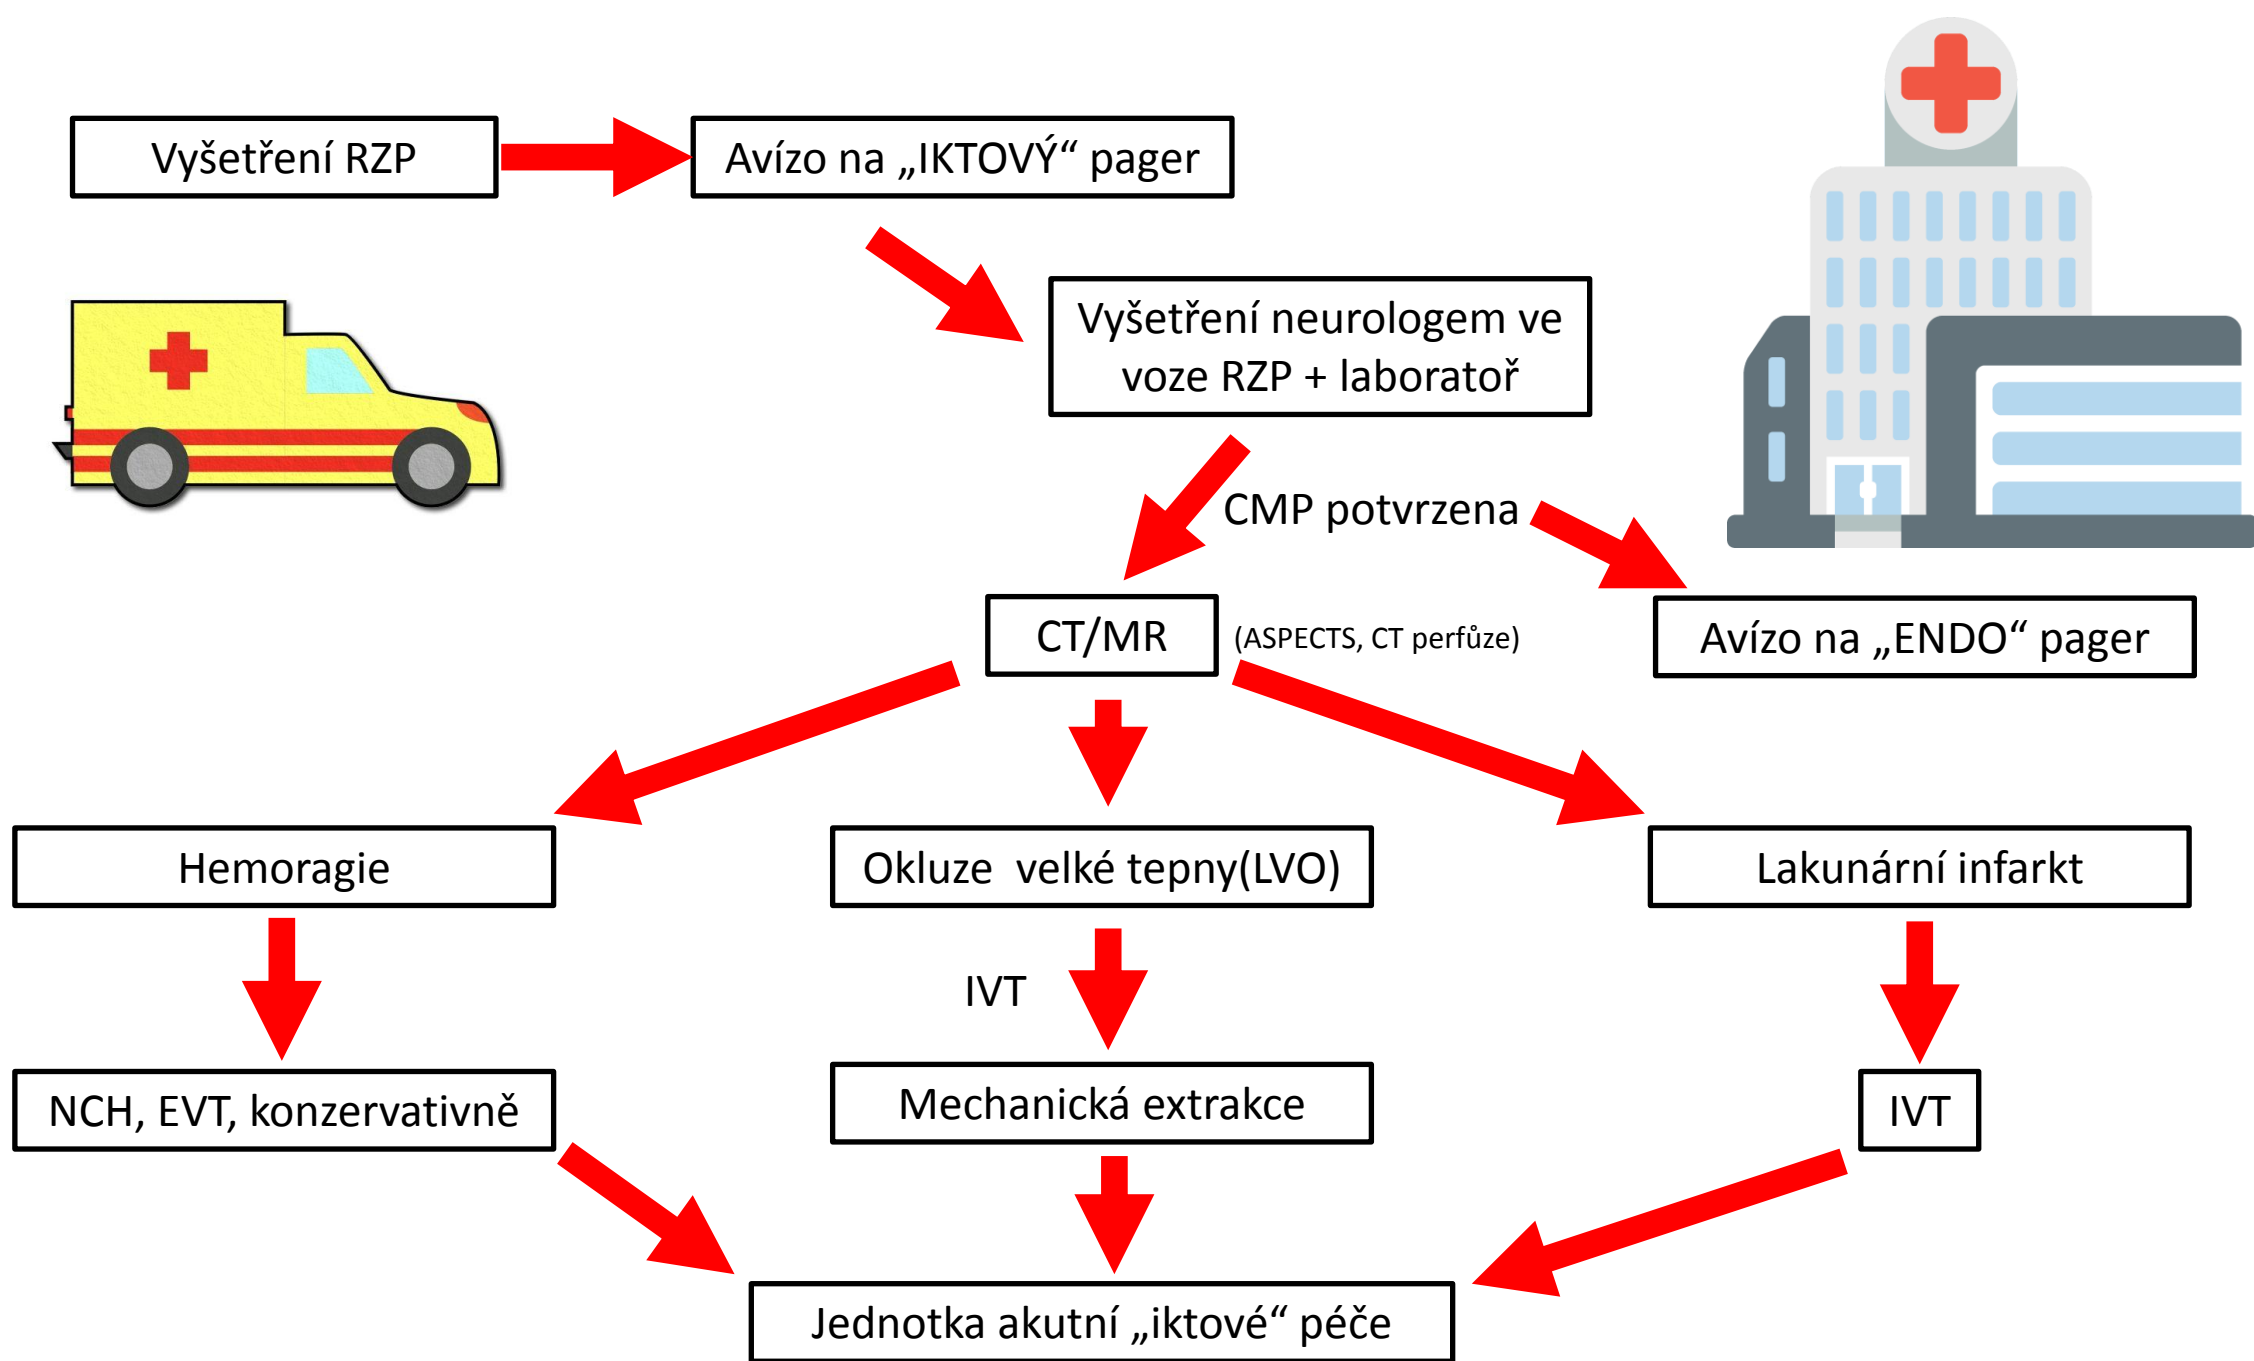 Vyšetření RZP
Avízo na „IKTOVÝ“ pager
Vyšetření neurologem ve
voze RZP + laboratoř
CMP potvrzena
CT/MR
(ASPECTS, CT perfůze)
Avízo na „ENDO“ pager
Hemoragie
Okluze velké tepny(LVO)
Lakunární infarkt
IVT
NCH, EVT, konzervativně
Mechanická extrakce
IVT
Jednotka akutní „iktové“ péče